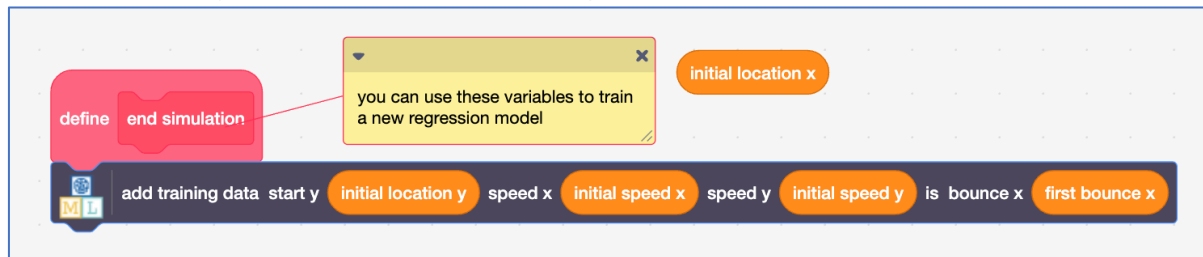 initial location x
you can use these variables to train
a new regression model
define end simulation
ML add training data start y initial location y speed x initial speed x speed y initial speed y is bounce x first bounce x